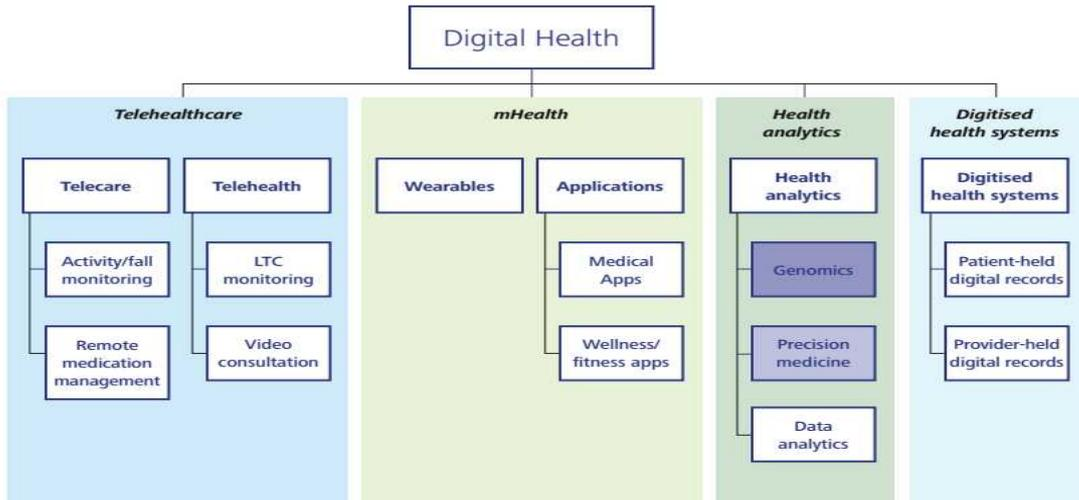 Digital Health
Telehealthcare
Telecare
Activity/fall
monitoring
Remote
medication
management
Telehealth
LTC
monitoring
Video
consultation
mHealth
Wearables
Applications
Medical
Apps
Wellness/
fitness apps
Health
analytics
Health
analytics
Genomics
Precision
medicine
Data
analytics
Digitised
health systems
Digitised
health systems
Patient-held
digital records
Provider-held
digital records